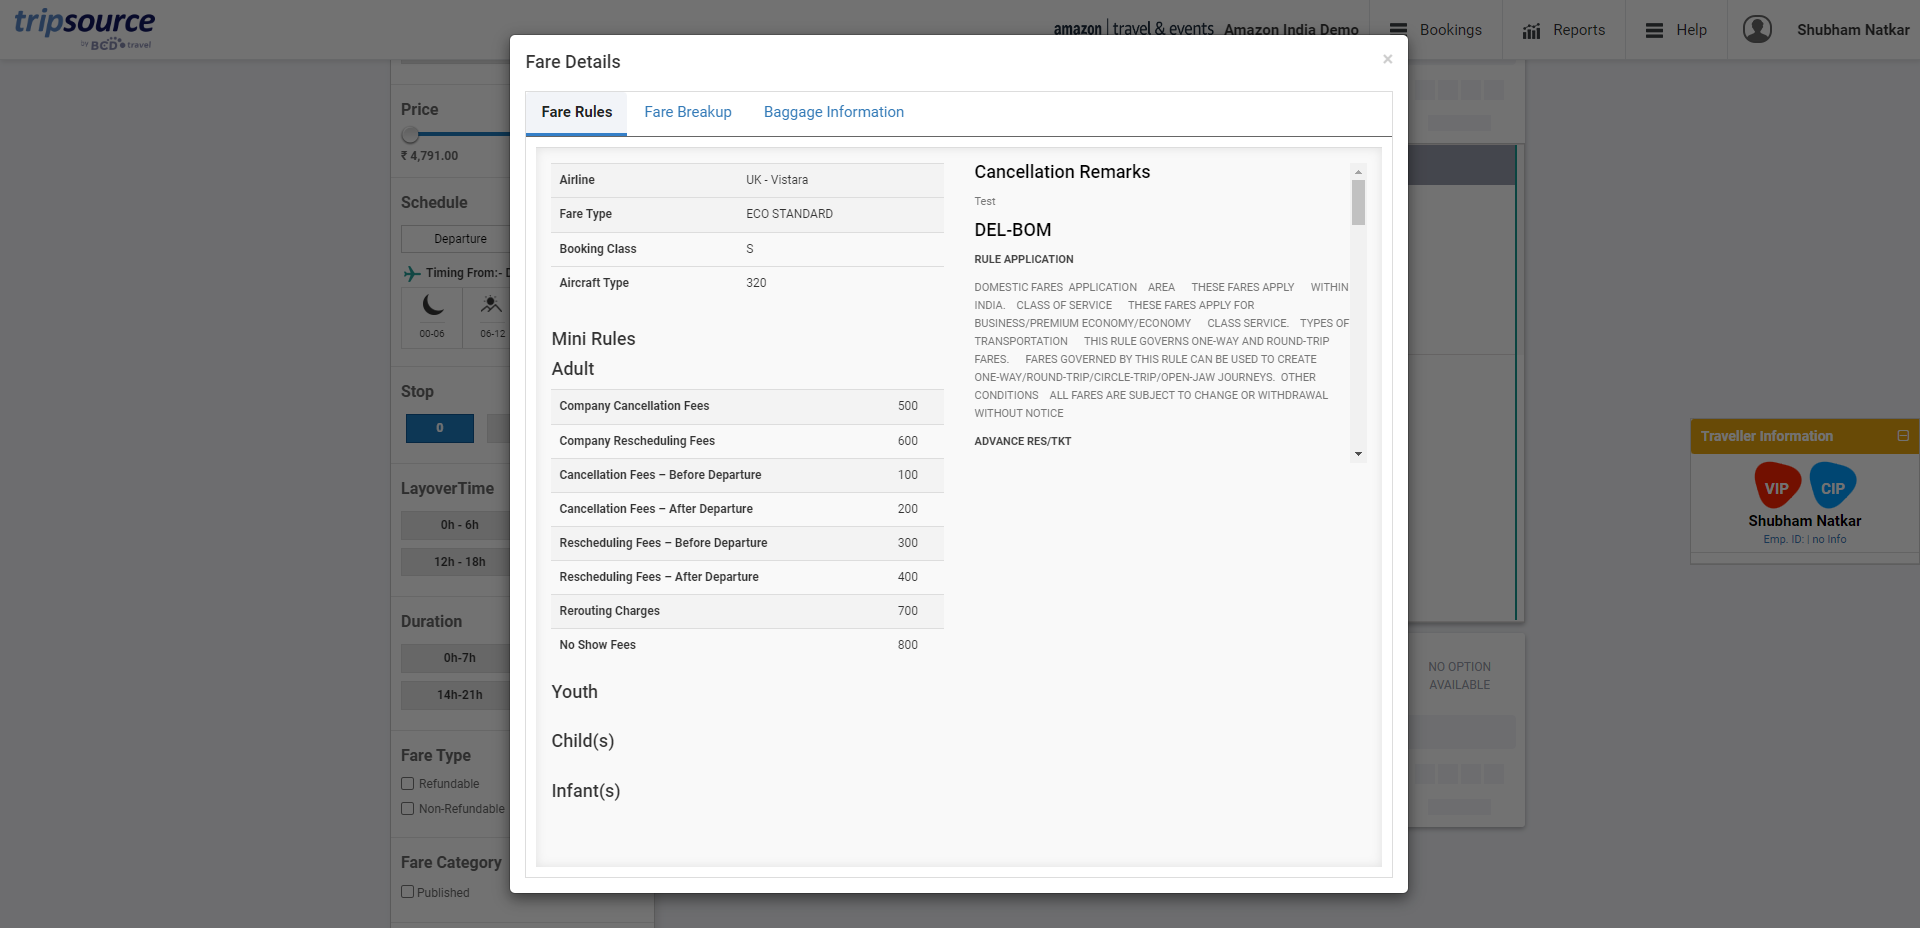 tripsource
by BCD travel
amazon | travel & events Amazon India Demo
Bookings
Reports
Help
Shubham Natkar
Price
₹ 4,791.00
Schedule
Departure
Timing From:- D
00-06
06-12
Stop
0
LayoverTime
0h - 6h
12h - 18h
Duration
0h-7h
14h-21h
Fare Type
Refundable
Non-Refundable
Fare Category
Published
Fare Details
×
Fare Rules
Fare Breakup
Baggage Information
Airline UK - Vistara
Fare Type ECO STANDARD
Booking Class S
Aircraft Type 320
Mini Rules
Adult
Company Cancellation Fees 500
Company Rescheduling Fees 600
Cancellation Fees – Before Departure 100
Cancellation Fees – After Departure 200
Rescheduling Fees – Before Departure 300
Rescheduling Fees – After Departure 400
Rerouting Charges 700
No Show Fees 800
Youth
Child(s)
Infant(s)
Cancellation Remarks
Test
DEL-BOM
RULE APPLICATION
DOMESTIC FARES APPLICATION AREA THESE FARES APPLY WITHIN
INDIA. CLASS OF SERVICE THESE FARES APPLY FOR
BUSINESS/PREMIUM ECONOMY/ECONOMY CLASS SERVICE. TYPES OF
TRANSPORTATION THIS RULE GOVERNS ONE-WAY AND ROUND-TRIP
FARES. FARES GOVERNED BY THIS RULE CAN BE USED TO CREATE
ONE-WAY/ROUND-TRIP/CIRCLE-TRIP/OPEN-JAW JOURNEYS. OTHER
CONDITIONS ALL FARES ARE SUBJECT TO CHANGE OR WITHDRAWAL
WITHOUT NOTICE
ADVANCE RES/TKT
Traveller Information
VIP
CIP
Shubham Natkar
Emp. ID: | no Info
NO OPTION
AVAILABLE